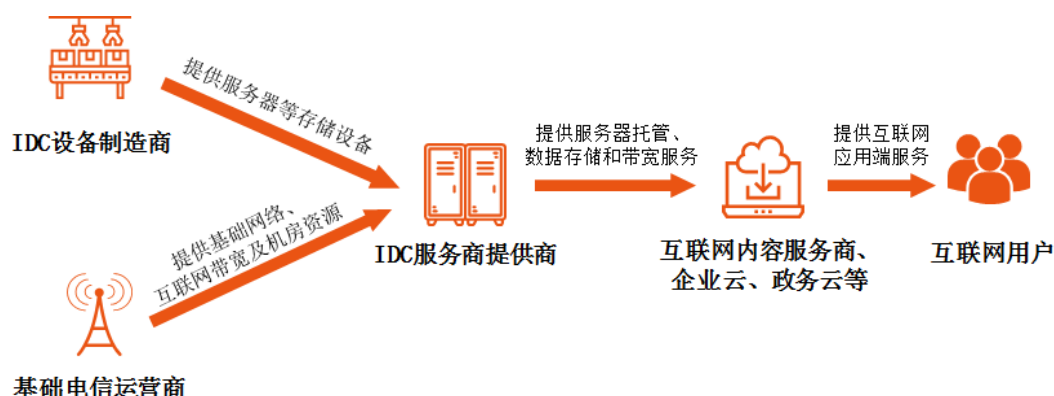 提供服务器等存储设备
IDC设备制造商
提供基础网络、
互联网带宽及机房资源
基础电信运营商
IDC服务商提供商
提供服务器托管、
数据存储和带宽服务
互联网内容服务商、
企业云、政务云等
提供互联网
应用端服务
互联网用户